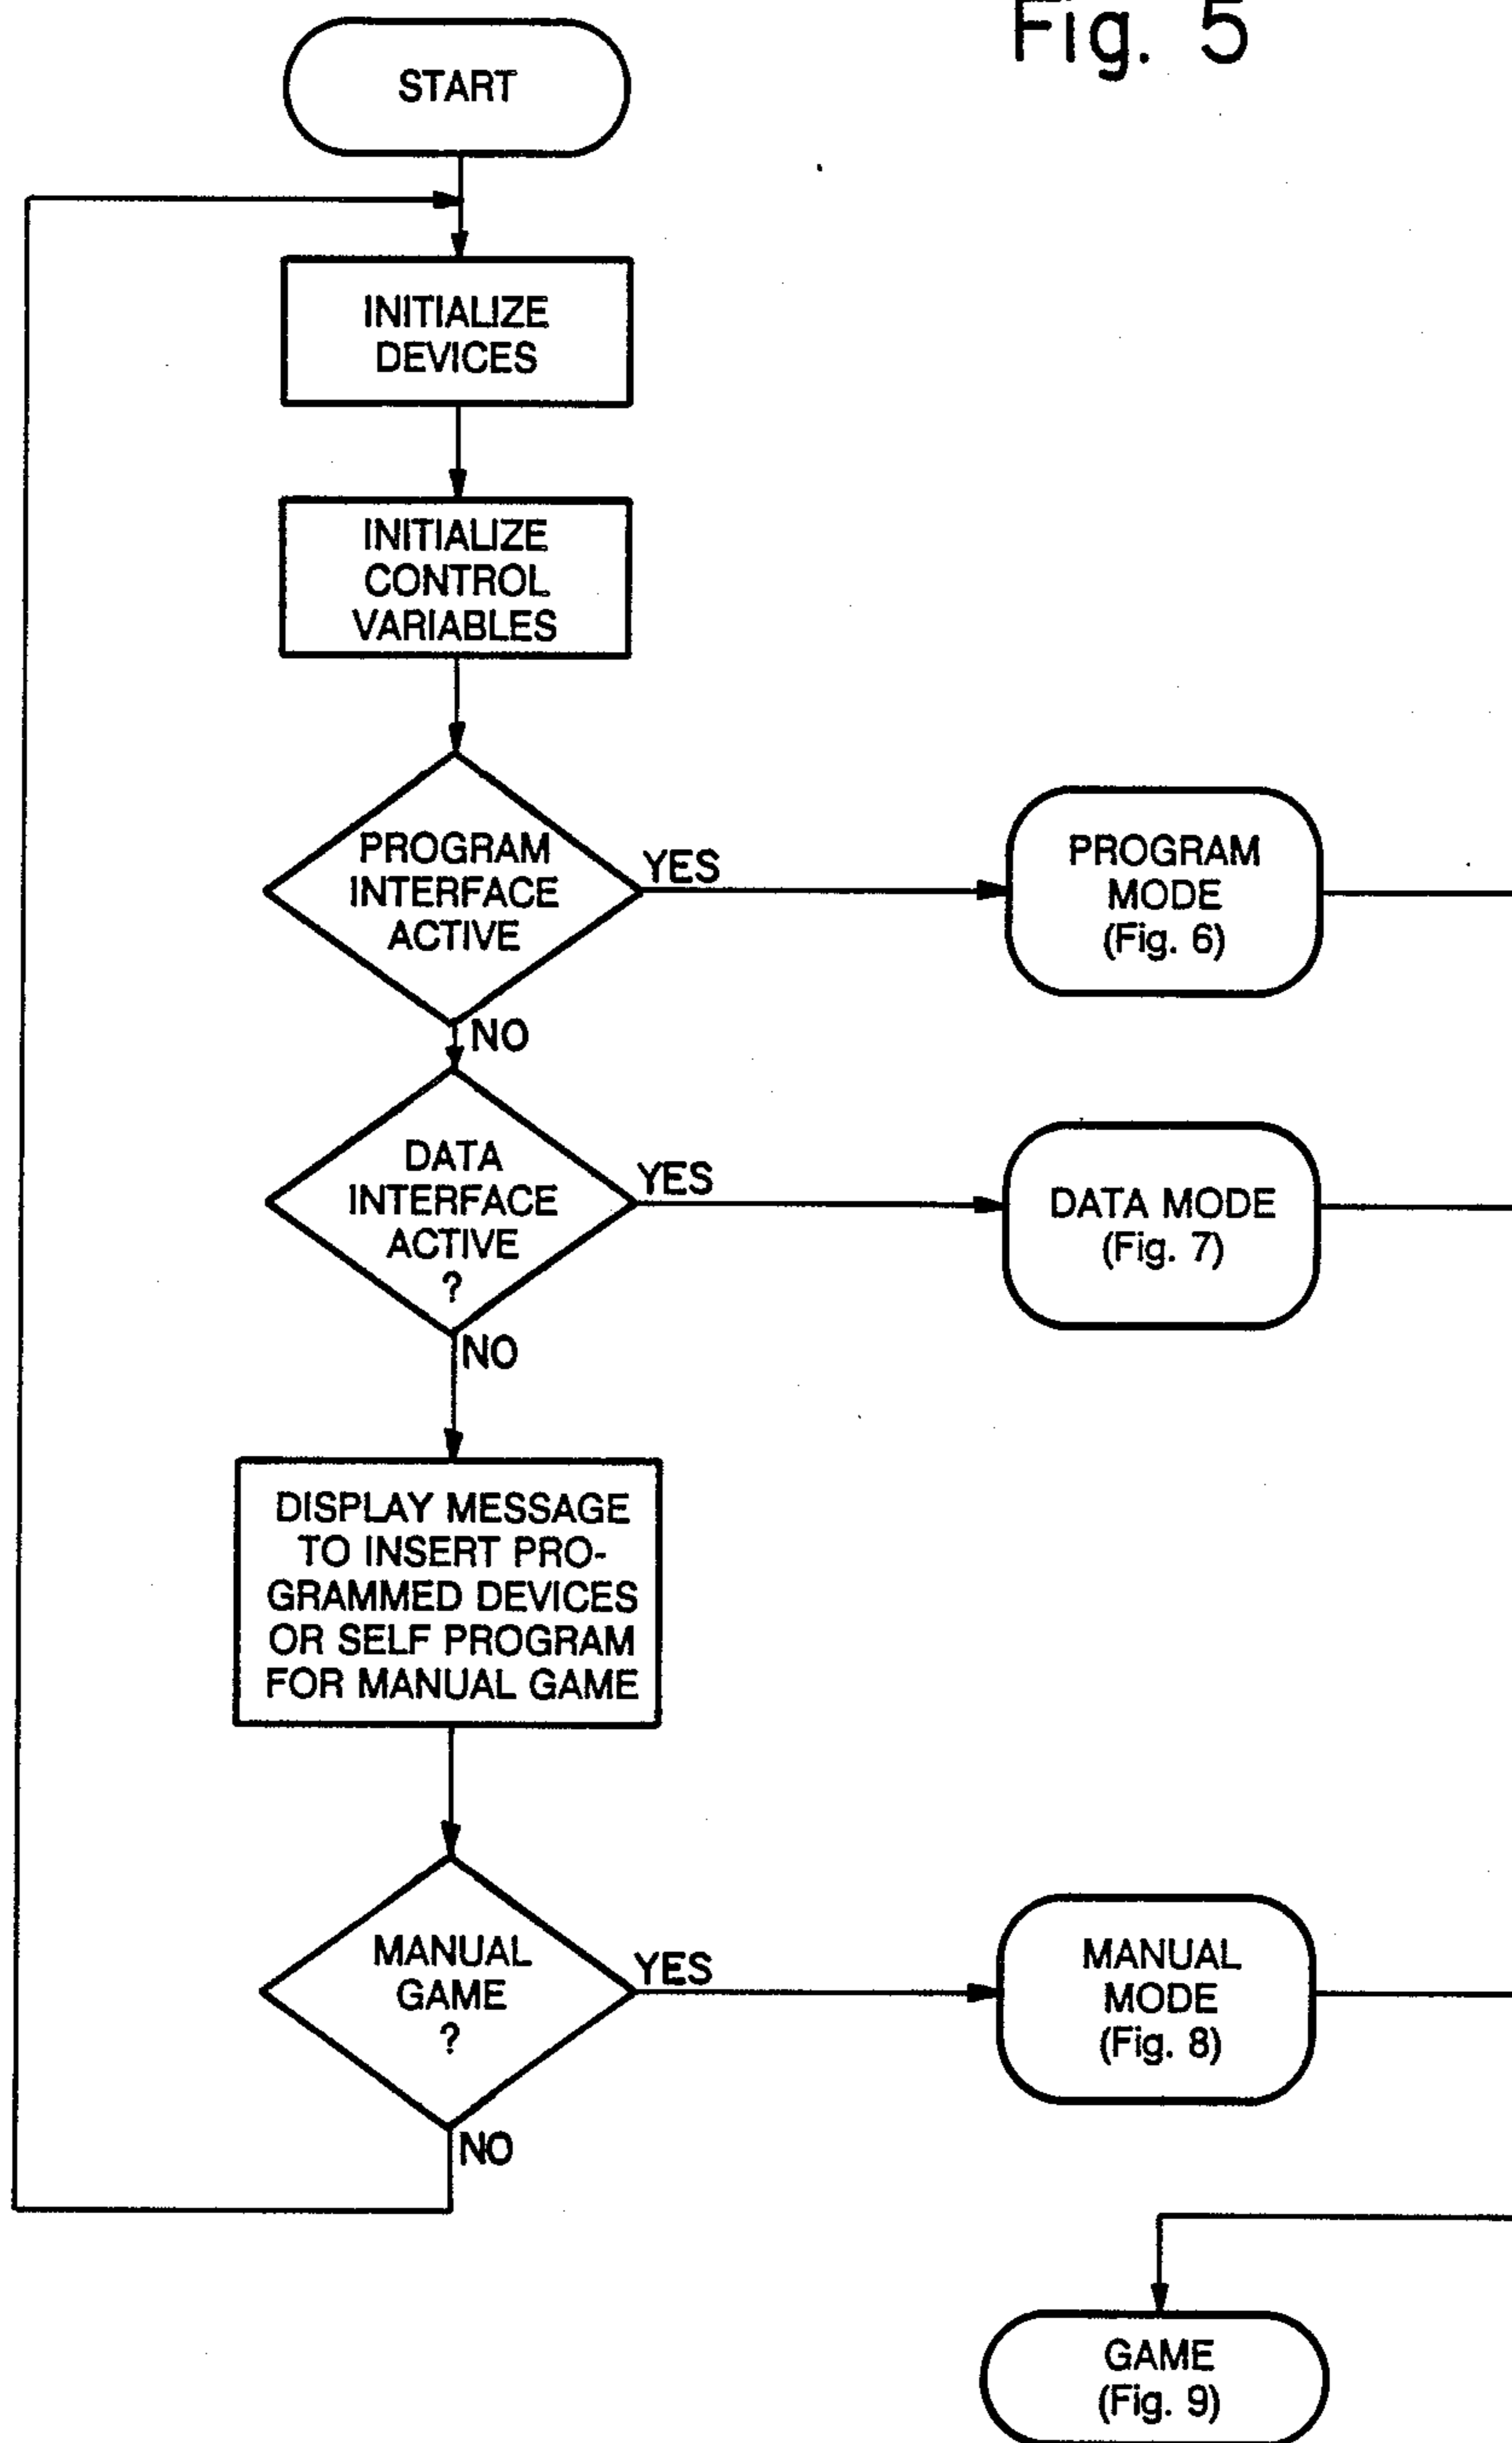 Fig. 5
START
INITIALIZE
DEVICES
INITIALIZE
CONTROL
VARIABLES
PROGRAM
INTERFACE
ACTIVE
YES
PROGRAM
MODE
(Fig. 6)
NO
DATA
INTERFACE
ACTIVE
?
YES
DATA MODE
(Fig. 7)
NO
DISPLAY MESSAGE
TO INSERT PRO-
GRAMMED DEVICES
OR SELF PROGRAM
FOR MANUAL GAME
MANUAL
GAME
?
YES
MANUAL
MODE
(Fig. 8)
NO
GAME
(Fig. 9)